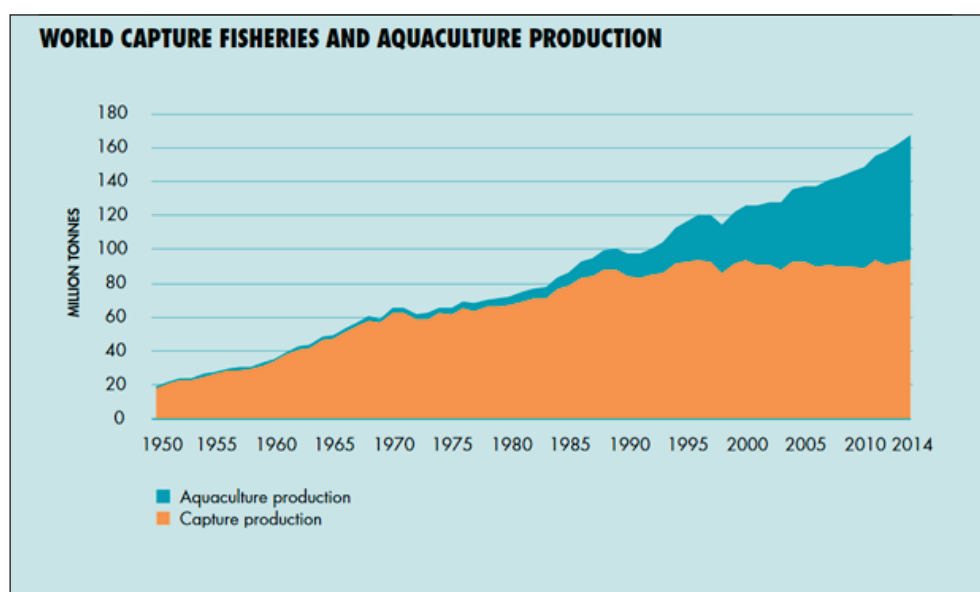 WORLD CAPTURE FISHERIES AND AQUACULTURE PRODUCTION
180
160
140
120
100
80
60
40
20
0
MILLION TONNES
1950 1955 1960 1965 1970 1975 1980 1985 1990 1995 2000 2005 2010 2014
Aquaculture production
Capture production